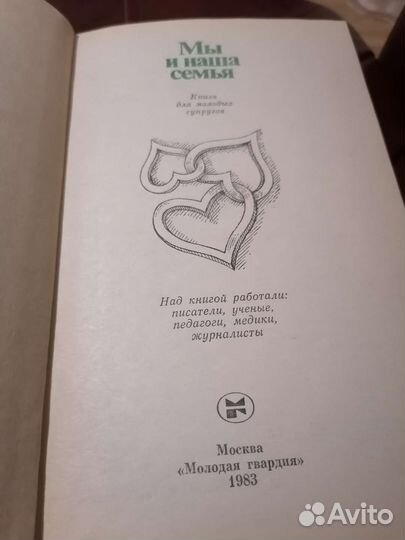 Мы
и наша
семья
Книга
для молодых
супругов
Над книгой работали:
писатели, ученые,
педагоги, медики,
журналисты
Москва
«Молодая гвардия»
1983
Avito